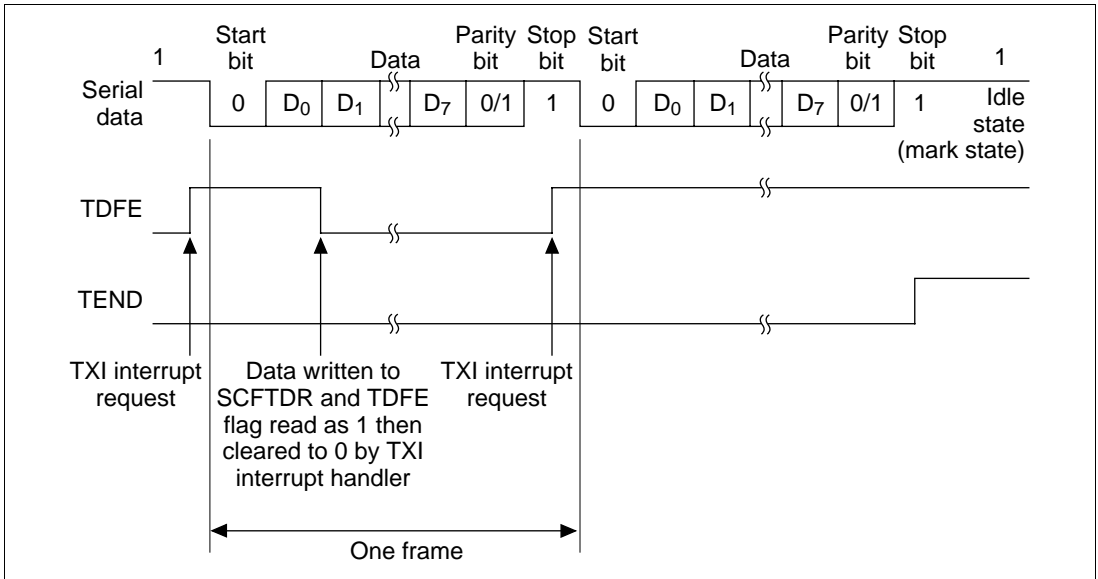 Start bit
Data
Parity bit
Stop bit
Start bit
Data
Parity bit
Stop bit
1
1
Serial data
0
D0
D1
D7
0/1
1
0
D0
D1
D7
0/1
1
Idle state (mark state)
TDFE
TEND
TXI interrupt request
Data written to
SCFTDR and TDFE
flag read as 1 then
cleared to 0 by TXI
interrupt handler
TXI interrupt request
One frame